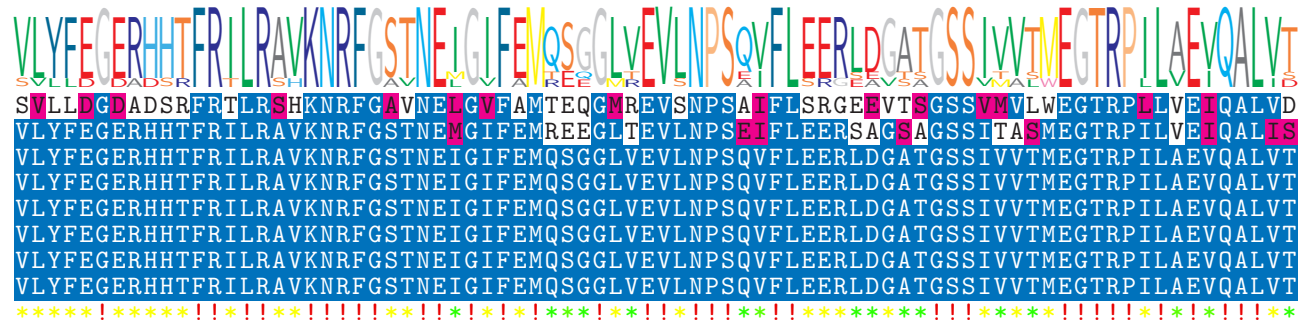 VLYFEGERHHTFRILRAVKNRFGSTNEIGIFEMQSGGLVEVLNPSQVFLEERLDGATGSSIVVTMEGTRPILAEVQALVT
SVLLDGDADSRFRTLRSHKNRFGAVNELGVFAMTEQGMREVSNPSAIFLSRGEEVTSGSSVMVLWEGTRPLLVEIQALVD
VLYFEGERHHTFRILRAVKNRFGSTNEMGIFEMREEGLTEVLNPSEIFLEERSAGSAGSSITASMEGTRPILVEIQALIS
VLYFEGERHHTFRILRAVKNRFGSTNEIGIFEMQSGGLVEVLNPSQVFLEERLDGATGSSIVVTMEGTRPILAEVQALVT
VLYFEGERHHTFRILRAVKNRFGSTNEIGIFEMQSGGLVEVLNPSQVFLEERLDGATGSSIVVTMEGTRPILAEVQALVT
VLYFEGERHHTFRILRAVKNRFGSTNEIGIFEMQSGGLVEVLNPSQVFLEERLDGATGSSIVVTMEGTRPILAEVQALVT
VLYFEGERHHTFRILRAVKNRFGSTNEIGIFEMQSGGLVEVLNPSQVFLEERLDGATGSSIVVTMEGTRPILAEVQALVT
VLYFEGERHHTFRILRAVKNRFGSTNEIGIFEMQSGGLVEVLNPSQVFLEERLDGATGSSIVVTMEGTRPILAEVQALVT
VLYFEGERHHTFRILRAVKNRFGSTNEIGIFEMQSGGLVEVLNPSQVFLEERLDGATGSSIVVTMEGTRPILAEVQALVT
*****!*****!!*!!**!!!!!**!!*!*!*!***!**!!*!!!**!!********!!!*****!!!!!*!*!*!!!**